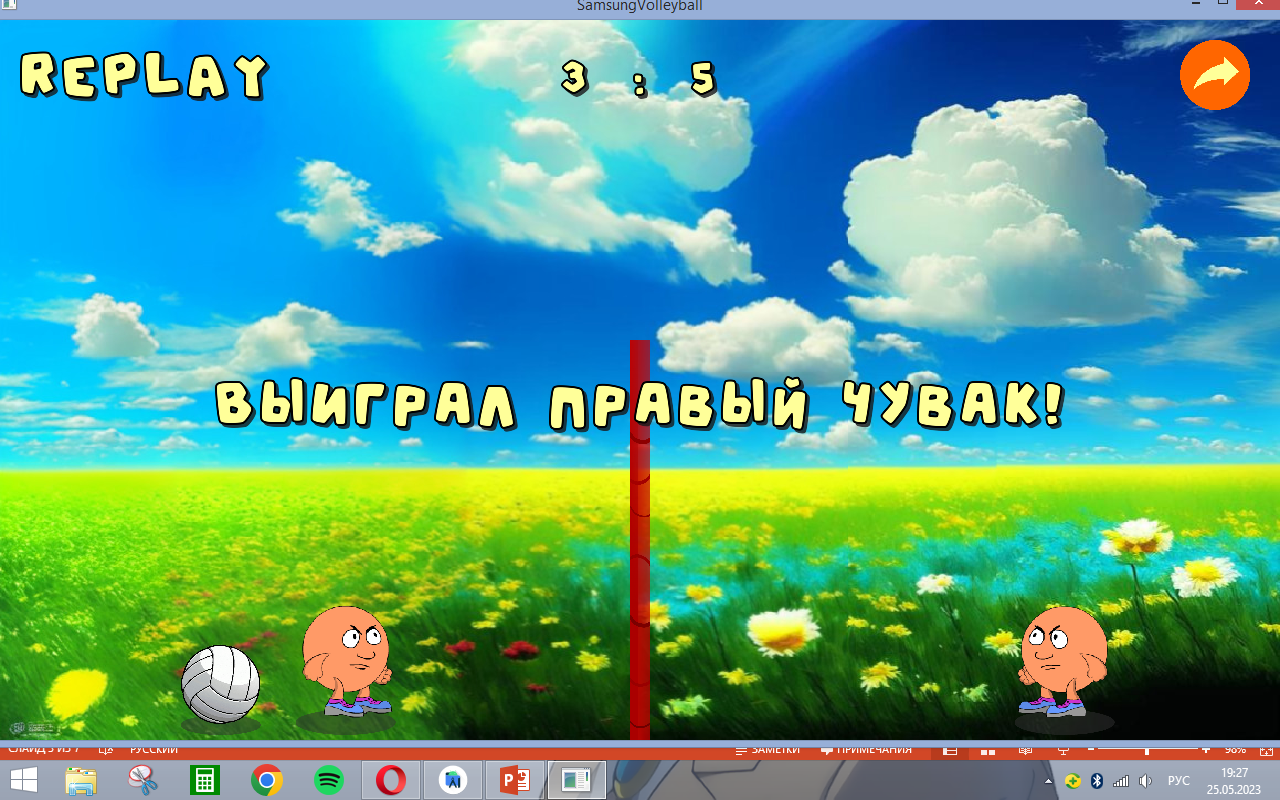 SamsungVolleyball
REPLAY 3 : 5
ВЫИГРАЛ ПРАВЫЙ ЧУВАК!
СЛАЙД 5 ИЗ 7 РУССКИЙ ЗАМЕТКИ ПРИМЕЧАНИЯ 98%
РУС 19:27
25.05.2023